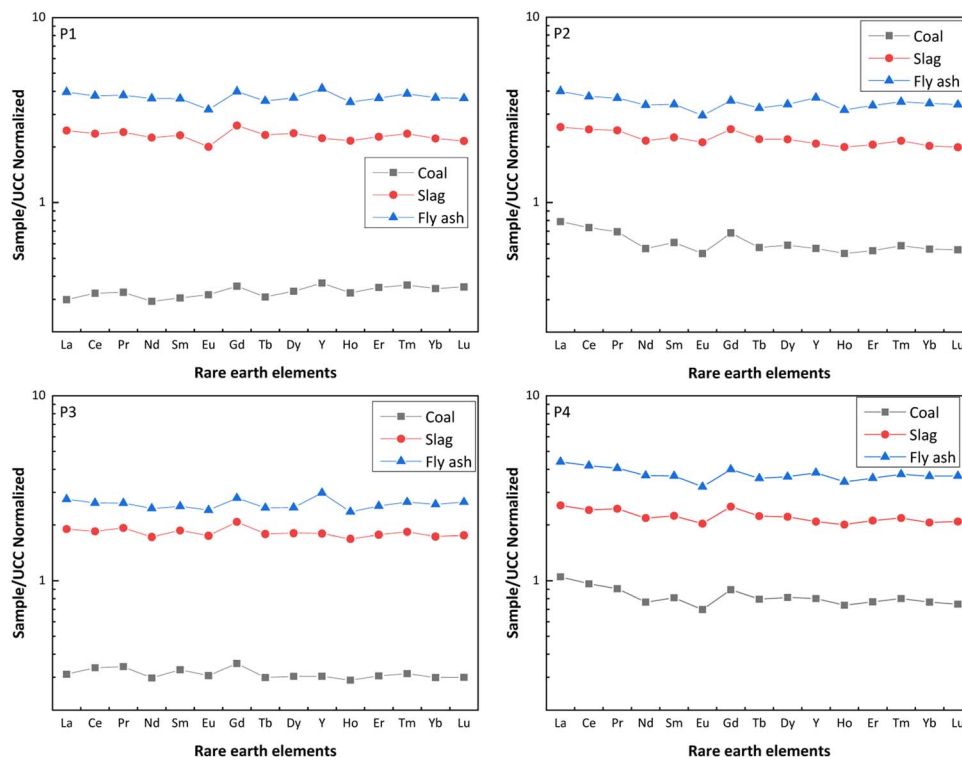 10
P1
Coal
Slag
Fly ash
1
Sample/UCC Normalized
La Ce Pr Nd Sm Eu Gd Tb Dy Y Ho Er Tm Yb Lu
Rare earth elements
10
P2
Coal
Slag
Fly ash
1
Sample/UCC Normalized
La Ce Pr Nd Sm Eu Gd Tb Dy Y Ho Er Tm Yb Lu
Rare earth elements
10
P3
Coal
Slag
Fly ash
1
Sample/UCC Normalized
La Ce Pr Nd Sm Eu Gd Tb Dy Y Ho Er Tm Yb Lu
Rare earth elements
10
P4
Coal
Slag
Fly ash
1
Sample/UCC Normalized
La Ce Pr Nd Sm Eu Gd Tb Dy Y Ho Er Tm Yb Lu
Rare earth elements